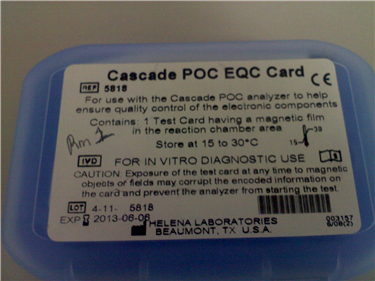 Cascade POC EQC Card CE
REF 5818
For use with the Cascade POC analyzer to help
ensure quality control of the electronic components
Contains: 1 Test Card having a magnetic film
in the reaction chamber area
Rm 1
Store at 15 to 30°C
IVD FOR IN VITRO DIAGNOSTIC USE
CAUTION: Exposure of the test card at any time to magnetic
objects of fields may corrupt the encoded information on
the card and prevent the analyzer from starting the test
LOT 4-11- 5818
EXP 2013-06-06
HELENA LABORATORIES
BEAUMONT, TX U.S.A.
003157
6/08(2)